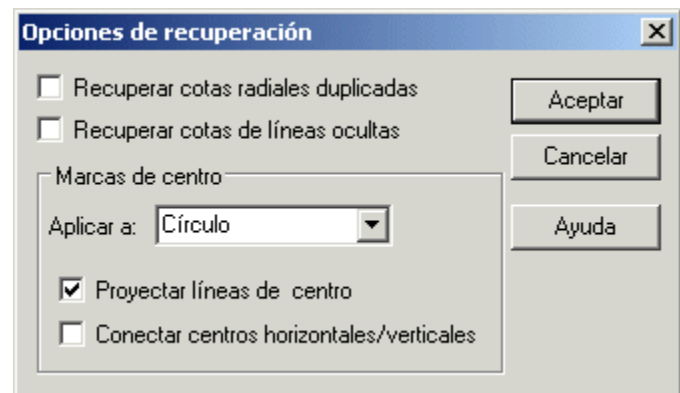 Opciones de recuperación
Recuperar cotas radiales duplicadas
Recuperar cotas de líneas ocultas
Aceptar
Cancelar
Ayuda
Marcas de centro
Aplicar a: Círculo
Proyectar líneas de centro
Conectar centros horizontales/verticales